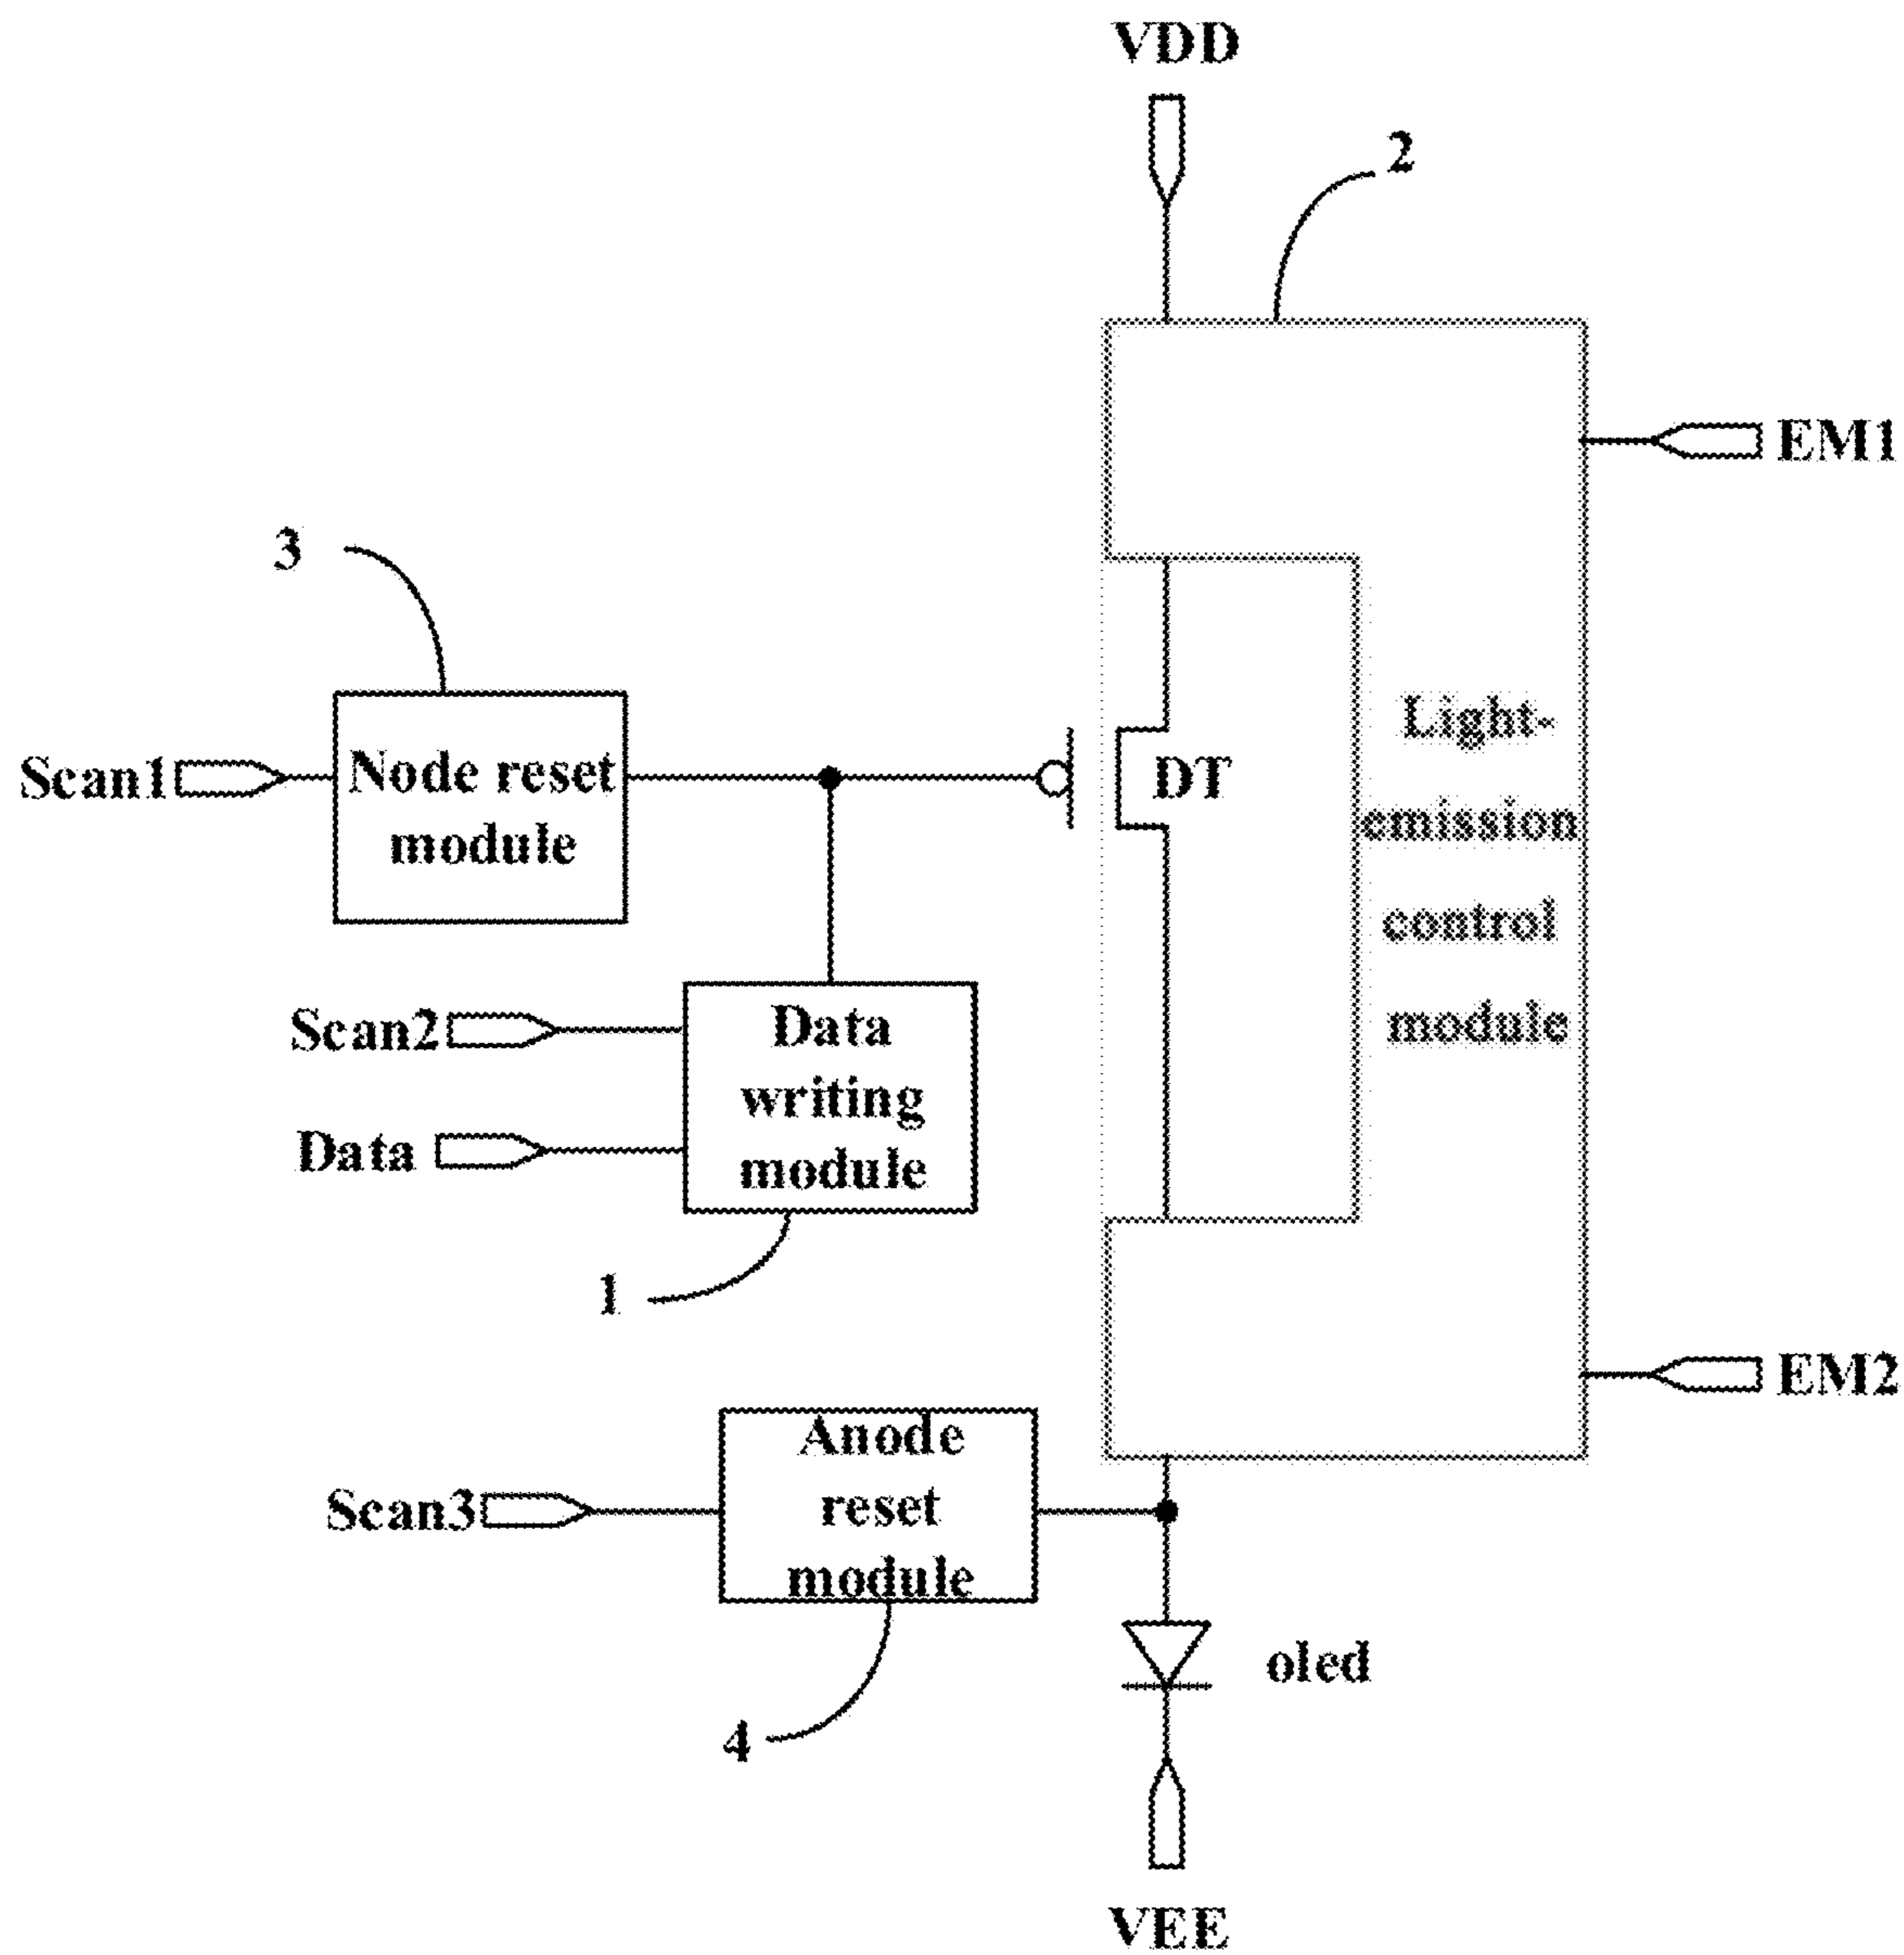 VDD
2
EM1
3
Scan1
Node reset
module
DT
Light-
emission
control
module
Scan2
Data
writing
module
Data
1
EM2
Scan3
Anode
reset
module
oled
4
VEE